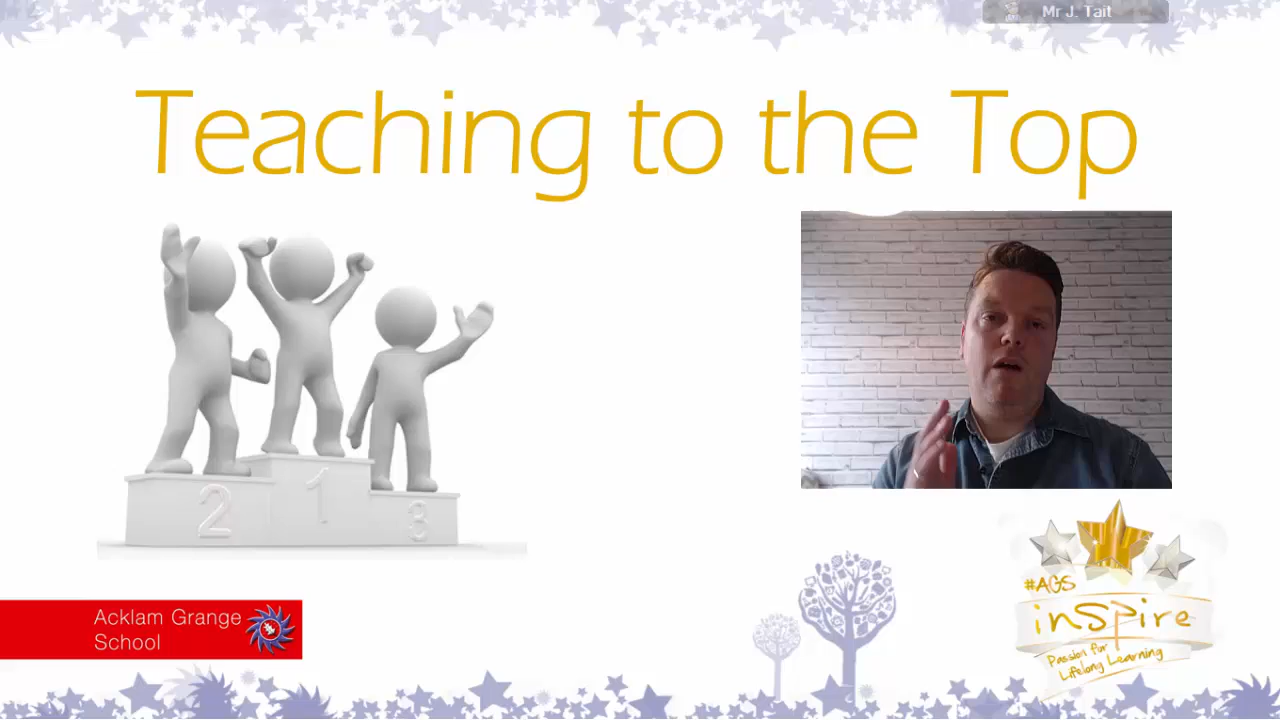 Mr J. Tait
Teaching to the Top
2
1
3
Acklam Grange
School
#AGS
inspire
Passion for
Lifelong Learning